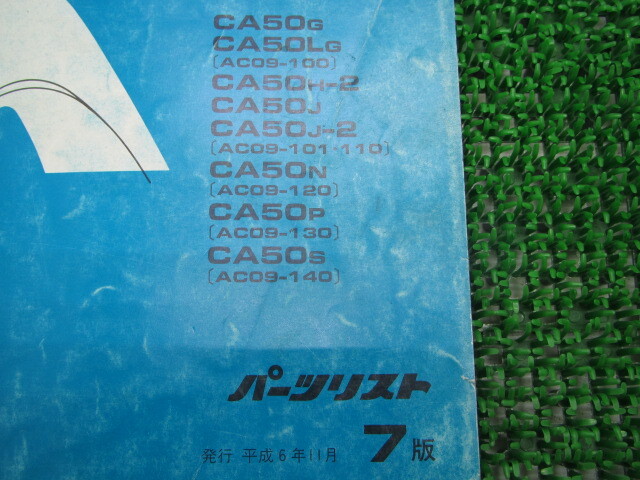 CA50G
CA50LG
〔AC09-100〕
CA50H-2
CA50J
CA50J-2
〔AC09-101·110〕
CA50N
〔AC09-120〕
CA50P
〔AC09-130〕
CA50S
〔AC09-140〕
パーツリスト
発行 平成6年11月 7版